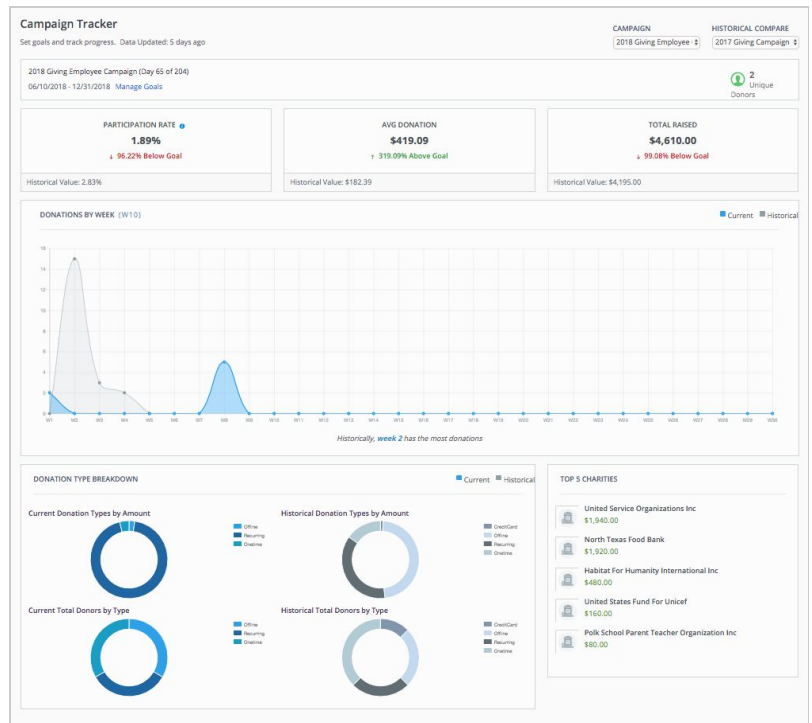 Campaign Tracker
Set goals and track progress. Data Updated: 5 days ago
CAMPAIGN
HISTORICAL COMPARE
2018 Giving Employee
2017 Giving Campaign
2018 Giving Employee Campaign (Day 65 of 204)
06/10/2018 - 12/31/2018 Manage Goals
2
Unique
Donors
PARTICIPATION RATE
1.89%
↓ 96.22% Below Goal
Historical Value: 2.83%
AVG DONATION
$419.09
↑ 319.09% Above Goal
Historical Value: $182.39
TOTAL RAISED
$4,610.00
↓ 99.08% Below Goal
Historical Value: $4,195.00
DONATIONS BY WEEK (W10)
Current Historical
16
14
12
10
8
6
4
2
0
W1 W2 W3 W4 W5 W6 W7 W8 W9 W10 W11 W12 W13 W14 W15 W16 W17 W18 W19 W20 W21 W22 W23 W24 W25 W26 W27 W28 W29 W30
Historically, week 2 has the most donations
DONATION TYPE BREAKDOWN
Current Historical
Current Donation Types by Amount
Offline
Recurring
Onetime
Historical Donation Types by Amount
CreditCard
Offline
Recurring
Onetime
Current Total Donors by Type
Offline
Recurring
Onetime
Historical Total Donors by Type
CreditCard
Offline
Recurring
Onetime
TOP 5 CHARITIES
United Service Organizations Inc
$1,940.00
North Texas Food Bank
$1,920.00
Habitat For Humanity International Inc
$480.00
United States Fund For Unicef
$160.00
Polk School Parent Teacher Organization Inc
$80.00